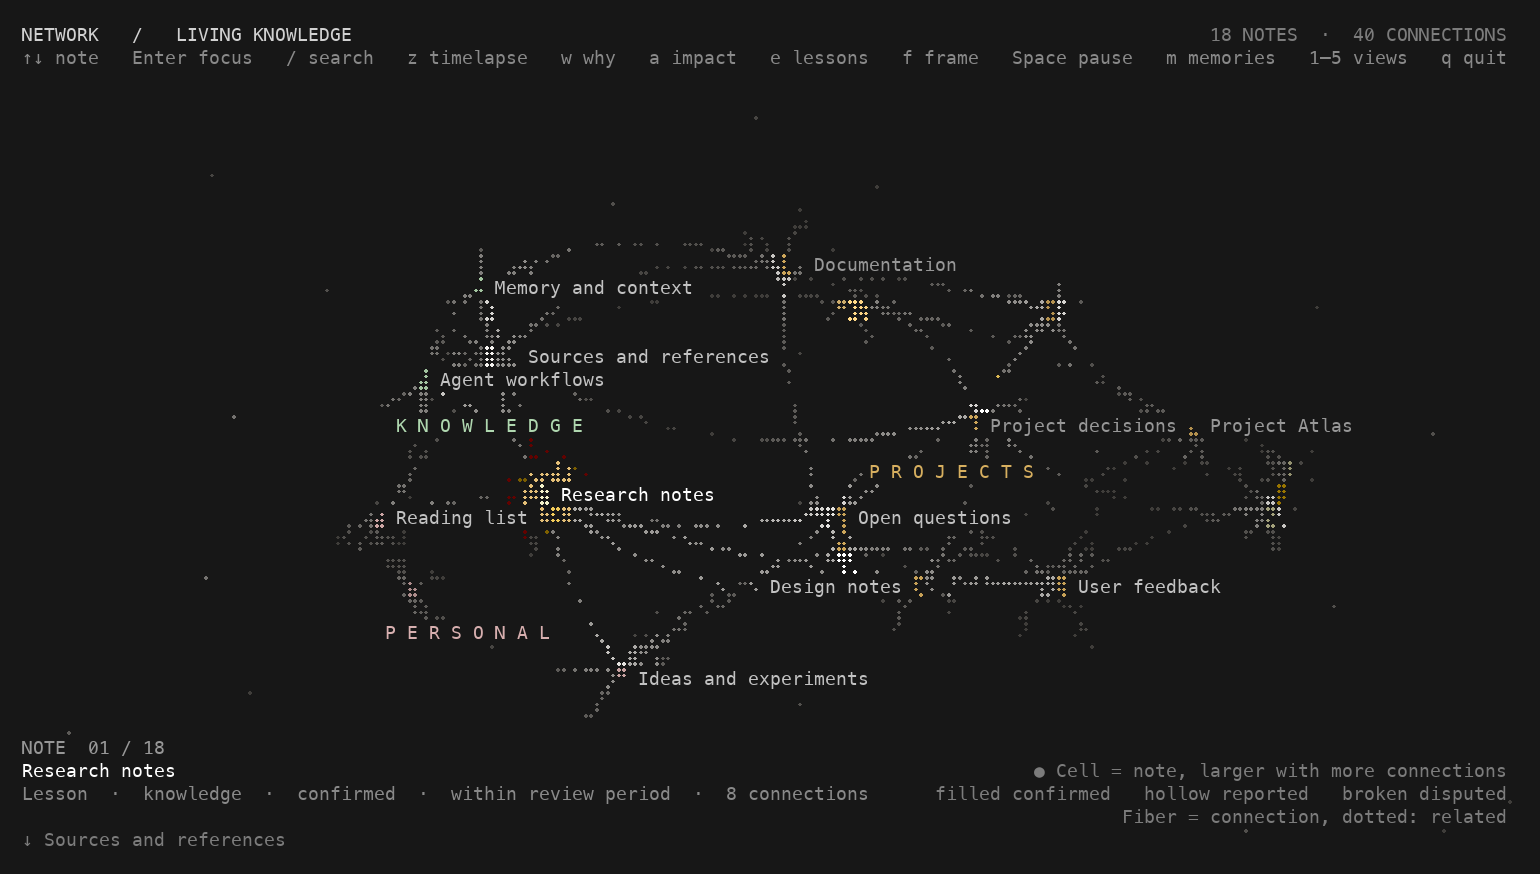 NETWORK / LIVING KNOWLEDGE
18 NOTES · 40 CONNECTIONS
↑↓ note Enter focus / search z timelapse w why a impact e lessons f frame Space pause m memories 1–5 views q quit
Documentation
Memory and context
Sources and references
Agent workflows
KNOWLEDGE
Project decisions
Project Atlas
PROJECTS
Research notes
Reading list
Open questions
Design notes
User feedback
PERSONAL
Ideas and experiments
NOTE 01 / 18
Research notes
● Cell = note, larger with more connections
Lesson · knowledge · confirmed · within review period · 8 connections
filled confirmed hollow reported broken disputed
Fiber = connection, dotted: related
↓ Sources and references